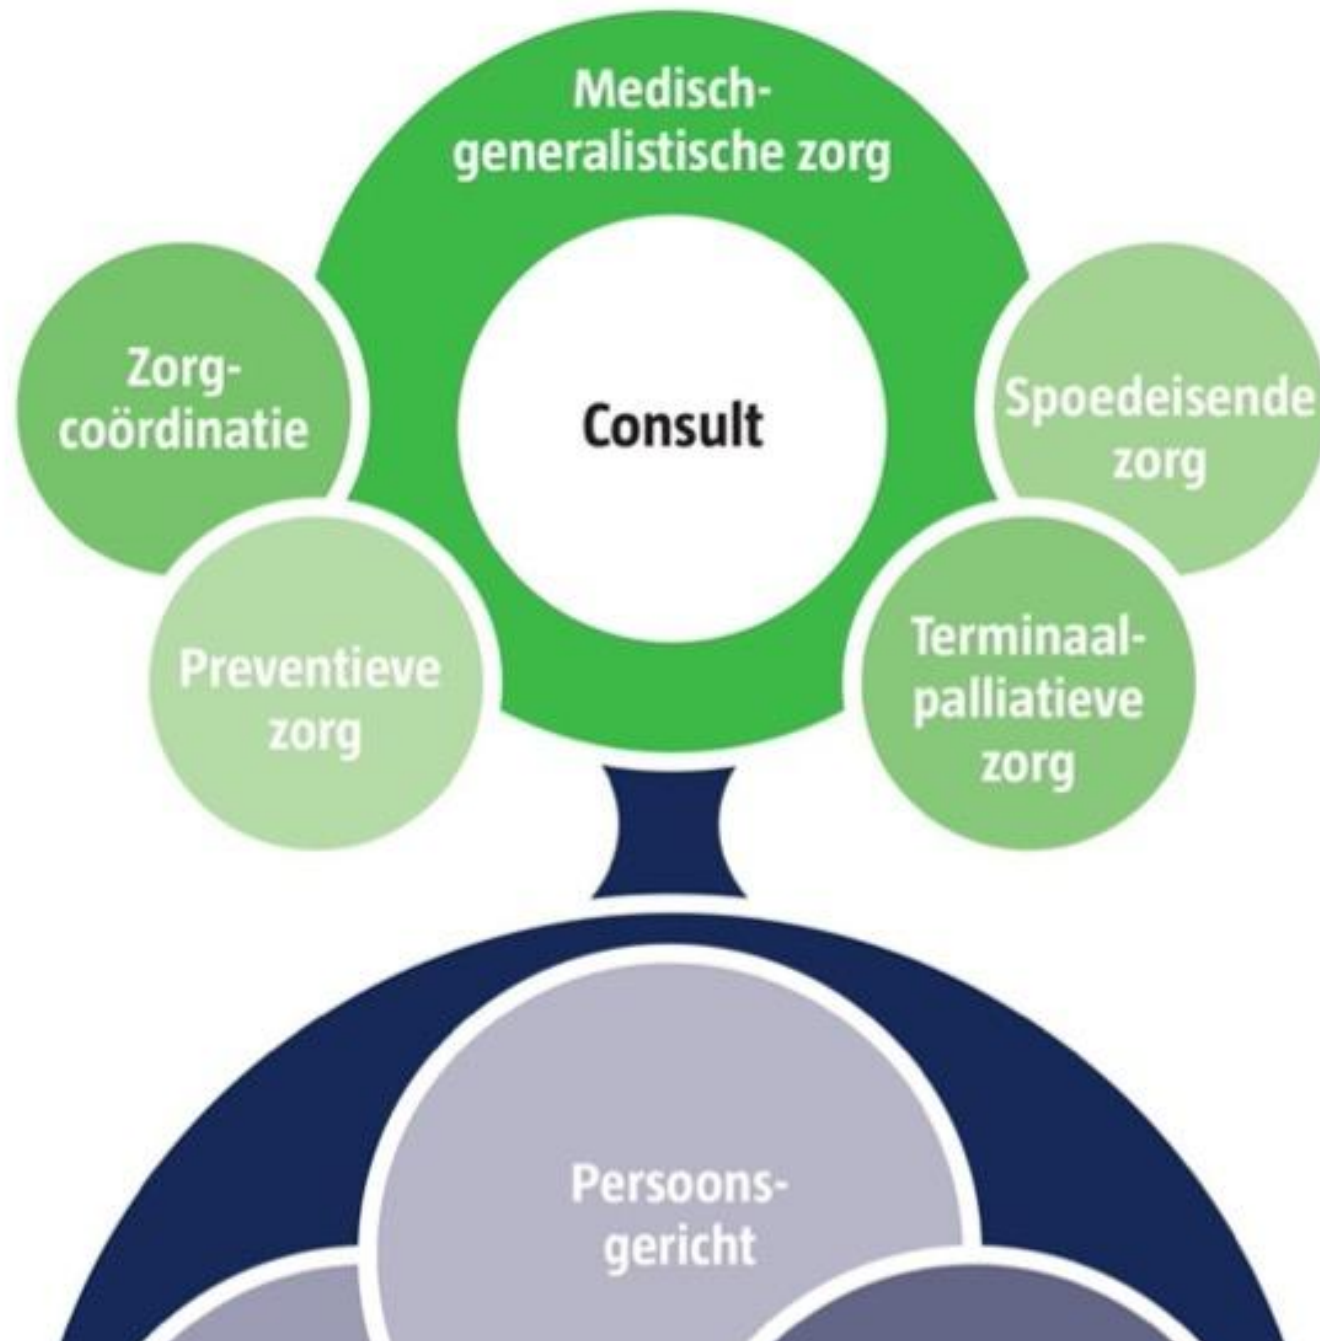 Medisch-
generalistische zorg
Zorg-
coördinatie
Consult
Spoedeisende
zorg
Preventieve
zorg
Terminaal-
palliatieve
zorg
Persoons-
gericht